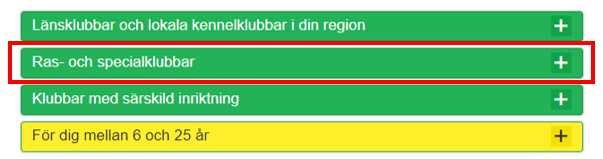 Länsklubbar och lokala kennelklubbar i din region
Ras- och specialklubbar
Klubbar med särskild inriktning
För dig mellan 6 och 25 år